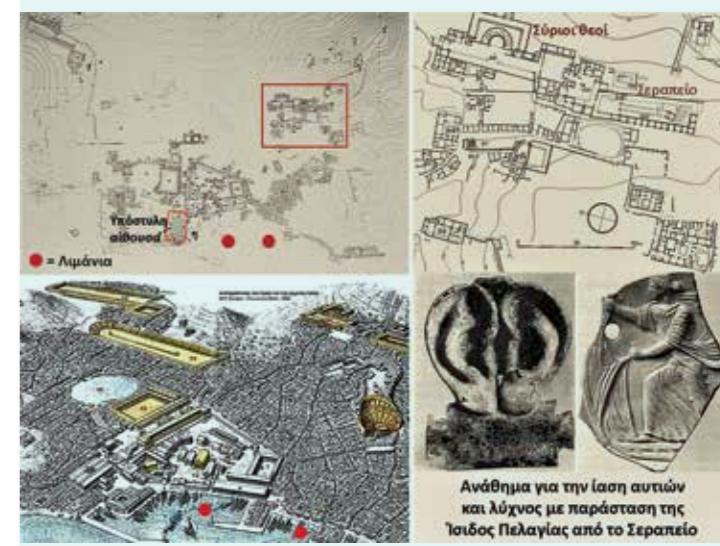 Υπόστυλη
αίθουσα
= Λιμάνια
Σύριοι θεοί
Σεραπείο
Ανάθημα για την ίαση αυτιών
και λύχνος με παράσταση της
Ίσιδος Πελαγίας από το Σεραπείο